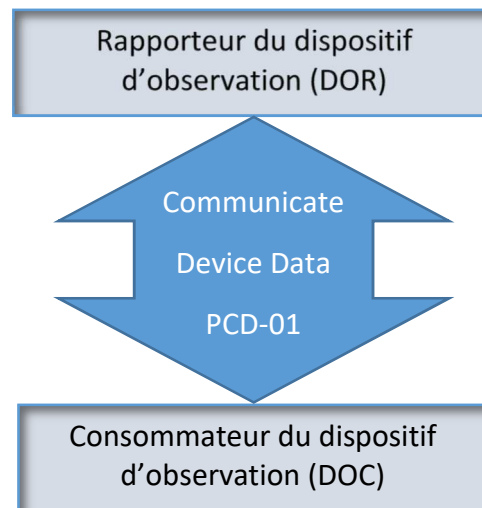 Rapporteur du dispositif
d’observation (DOR)
Communicate
Device Data
PCD-01
Consommateur du dispositif
d’observation (DOC)